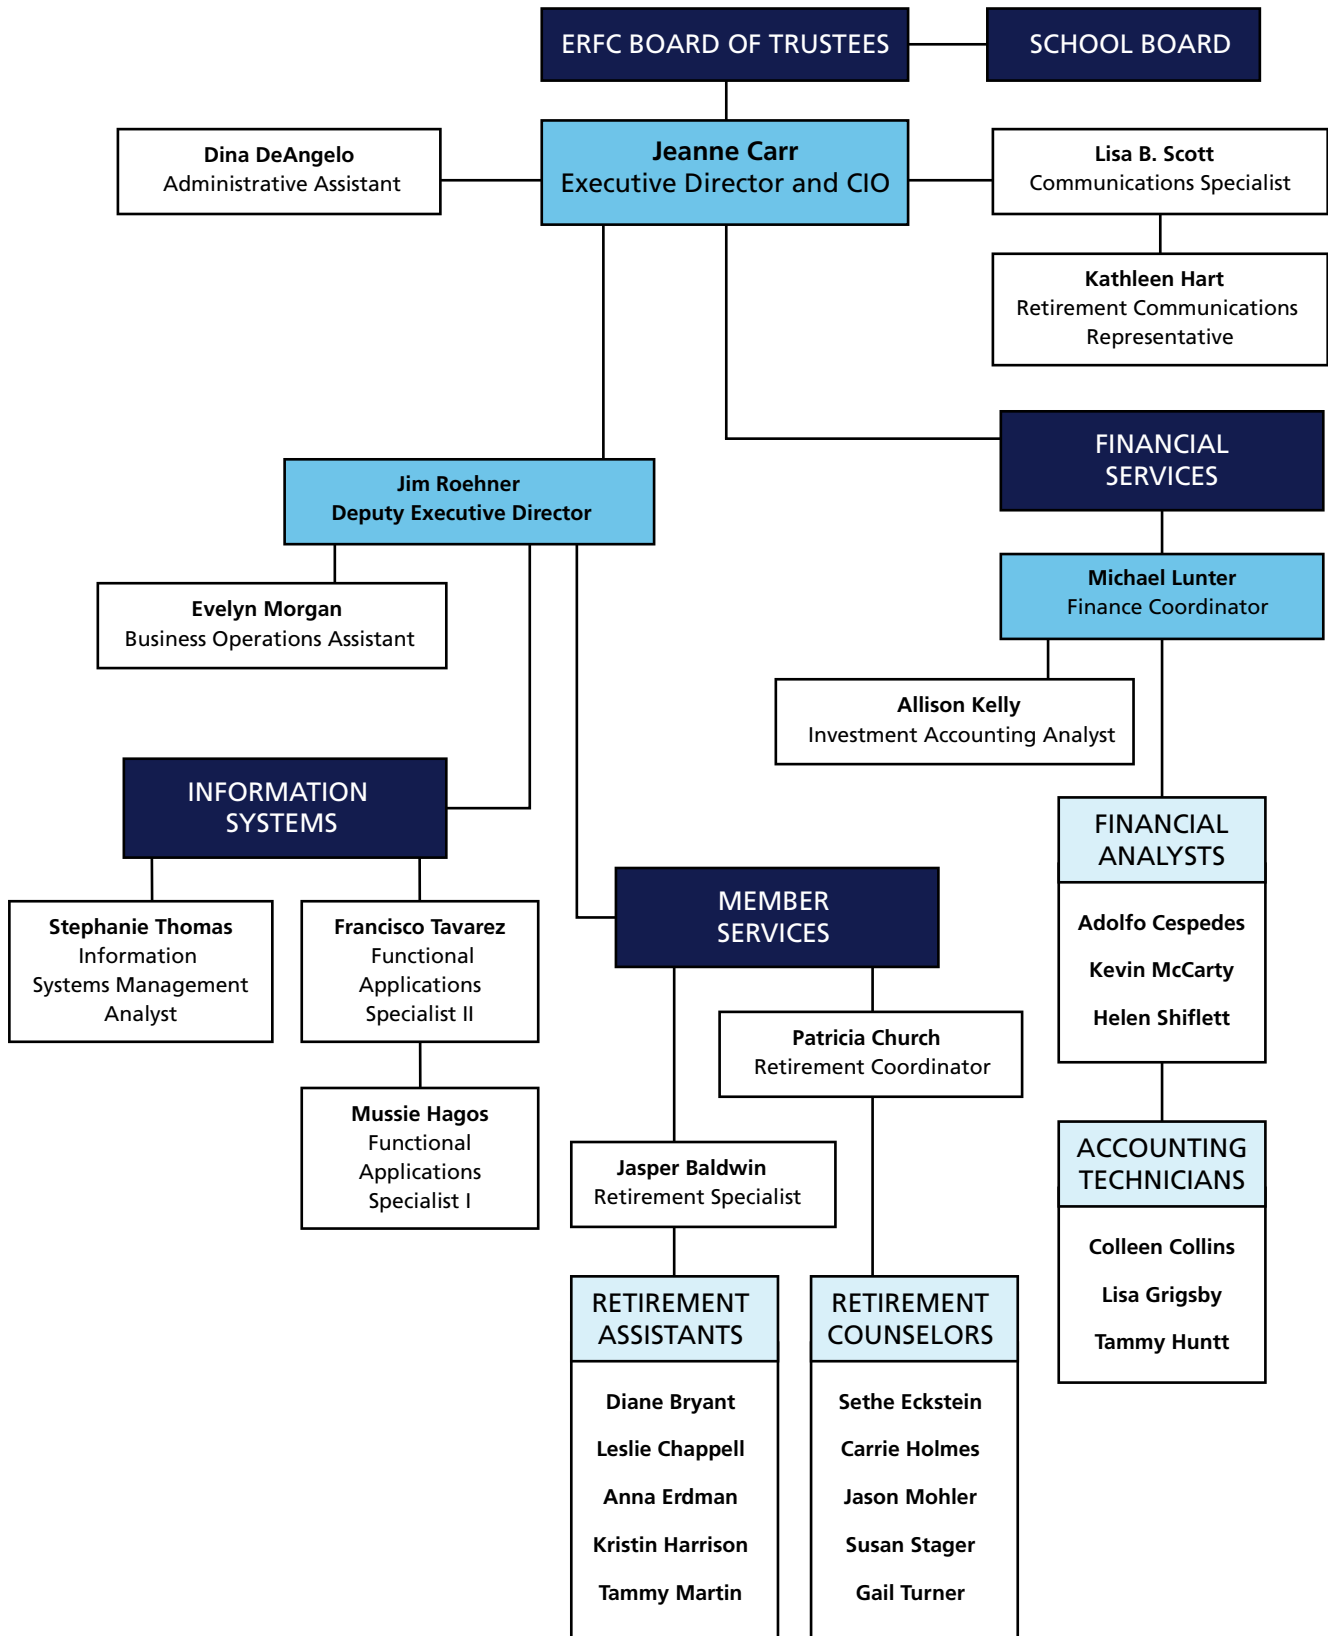 ERFC BOARD OF TRUSTEES
SCHOOL BOARD
Dina DeAngelo
Administrative Assistant
Jeanne Carr
Executive Director and CIO
Lisa B. Scott
Communications Specialist
Kathleen Hart
Retirement Communications
Representative
FINANCIAL
SERVICES
Jim Roehner
Deputy Executive Director
Michael Lunter
Finance Coordinator
Evelyn Morgan
Business Operations Assistant
Allison Kelly
Investment Accounting Analyst
INFORMATION
SYSTEMS
FINANCIAL
ANALYSTS
Adolfo Cespedes
Kevin McCarty
Helen Shiflett
MEMBER
SERVICES
Stephanie Thomas
Information
Systems Management
Analyst
Francisco Tavarez
Functional
Applications
Specialist II
Patricia Church
Retirement Coordinator
Mussie Hagos
Functional
Applications
Specialist I
Jasper Baldwin
Retirement Specialist
ACCOUNTING
TECHNICIANS
Colleen Collins
Lisa Grigsby
Tammy Huntt
RETIREMENT
ASSISTANTS
Diane Bryant
Leslie Chappell
Anna Erdman
Kristin Harrison
Tammy Martin
RETIREMENT
COUNSELORS
Sethe Eckstein
Carrie Holmes
Jason Mohler
Susan Stager
Gail Turner